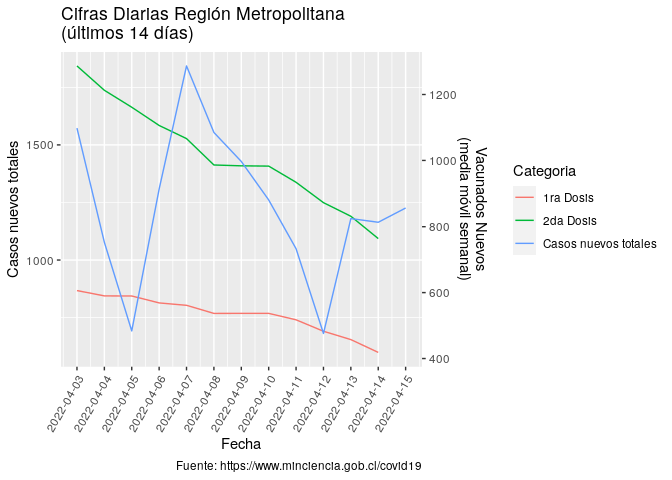 Cifras Diarias Región Metropolitana
(últimos 14 días)
Casos nuevos totales
1500
1000
1200
1000
800
600
400
Vacunados Nuevos
(media móvil semanal)
2022-04-03
2022-04-04
2022-04-05
2022-04-06
2022-04-07
2022-04-08
2022-04-09
2022-04-10
2022-04-11
2022-04-12
2022-04-13
2022-04-14
2022-04-15
Fecha
Categoria
1ra Dosis
2da Dosis
Casos nuevos totales
Fuente: https://www.minciencia.gob.cl/covid19